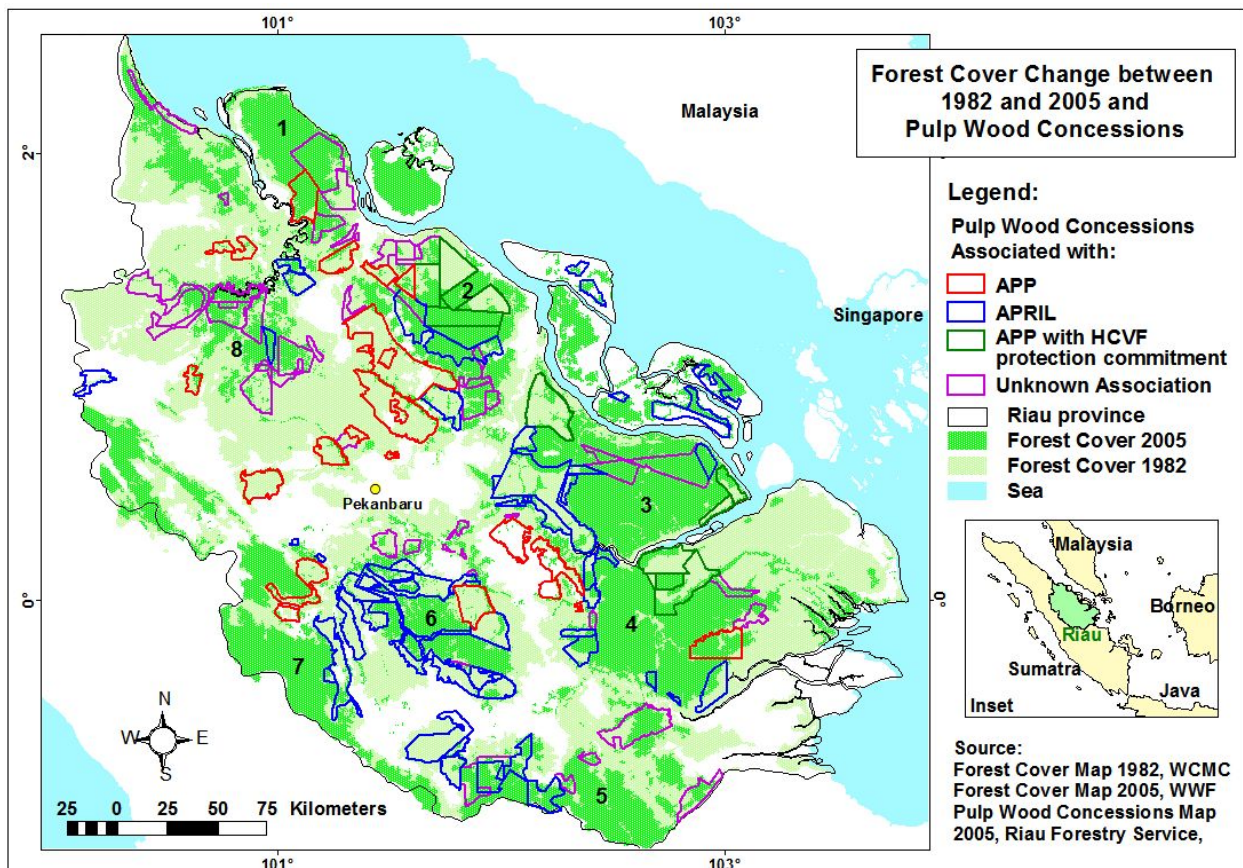 101°
103°
Forest Cover Change between
1982 and 2005 and
Pulp Wood Concessions
Malaysia
2°
1
2
Singapore
8
3
Pekanbaru
0°
0
6
4
7
5
N
W E
S
25 0 25 50 75 Kilometers
101°
103°
Legend:
Pulp Wood Concessions
Associated with:
APP
APRIL
APP with HCVF
protection commitment
Unknown Association
Riau province
Forest Cover 2005
Forest Cover 1982
Sea
Malaysia
Borneo
Riau
Sumatra
Java
Inset
Source:
Forest Cover Map 1982, WCMC
Forest Cover Map 2005, WWF
Pulp Wood Concessions Map
2005, Riau Forestry Service,